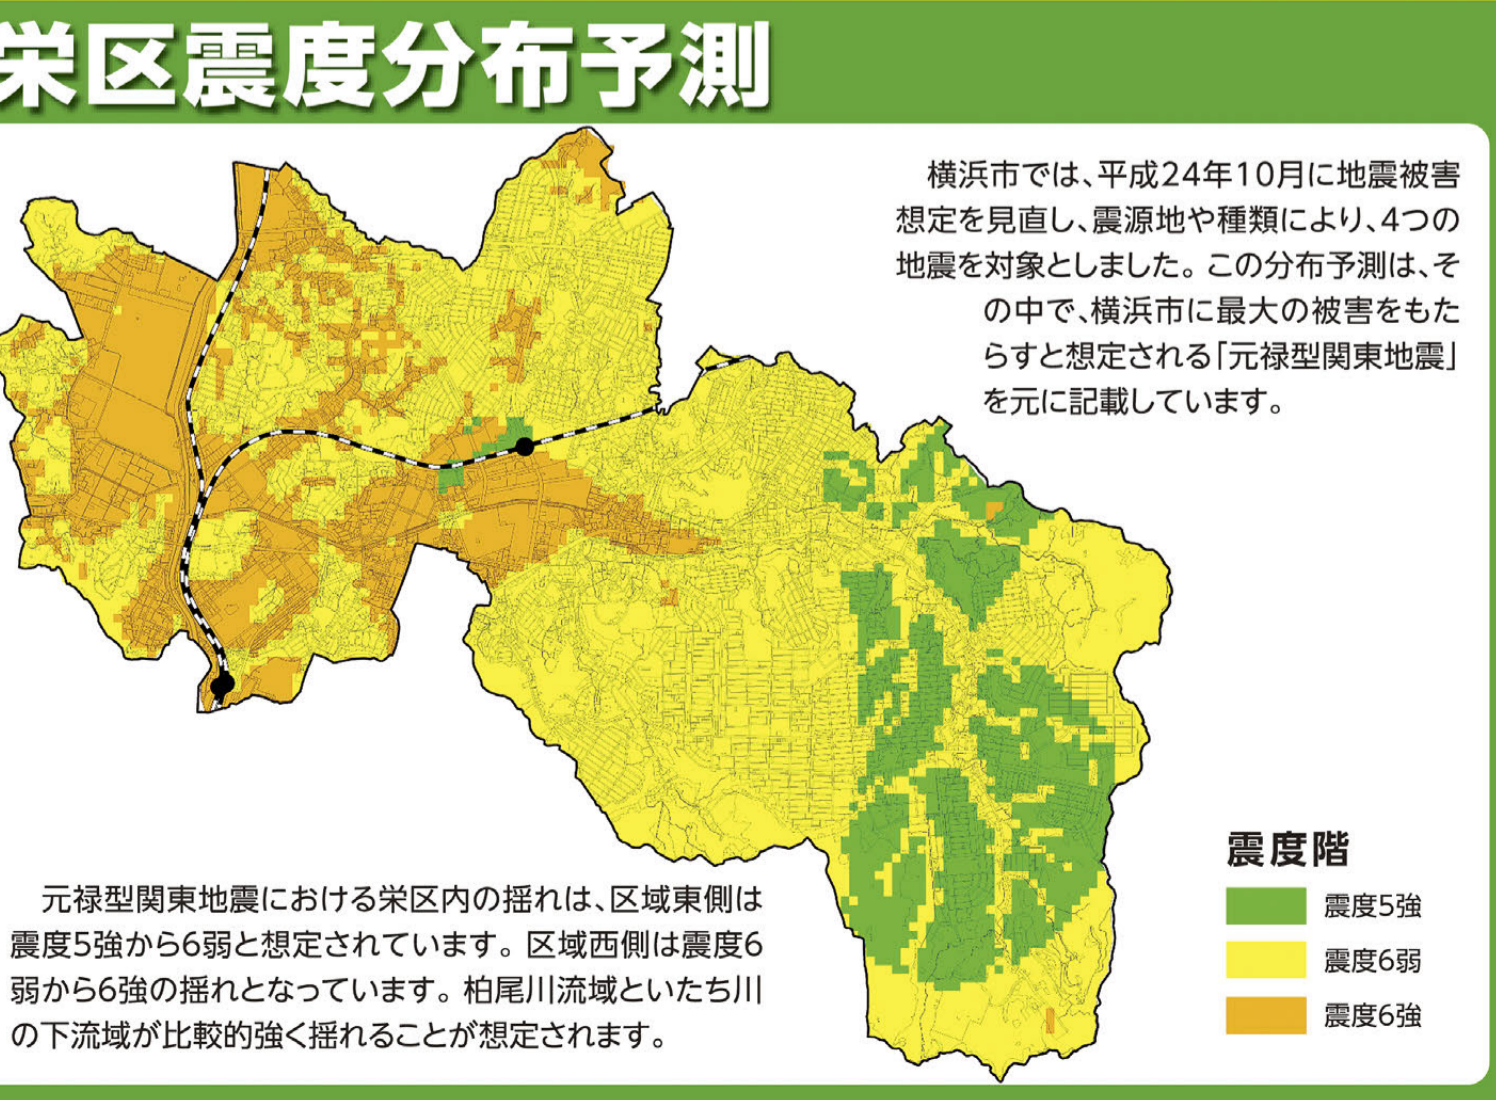 栄区震度分布予測
横浜市では、平成24年10月に地震被害
想定を見直し、震源地や種類により、4つの
地震を対象としました。この分布予測は、そ
の中で、横浜市に最大の被害をもた
らすと想定される「元禄型関東地震」
を元に記載しています。
元禄型関東地震における栄区内の揺れは、区域東側は
震度5強から6弱と想定されています。区域西側は震度6
弱から6強の揺れとなっています。柏尾川流域といたち川
の下流域が比較的強く揺れることが想定されます。
震度階
震度5強
震度6弱
震度6強